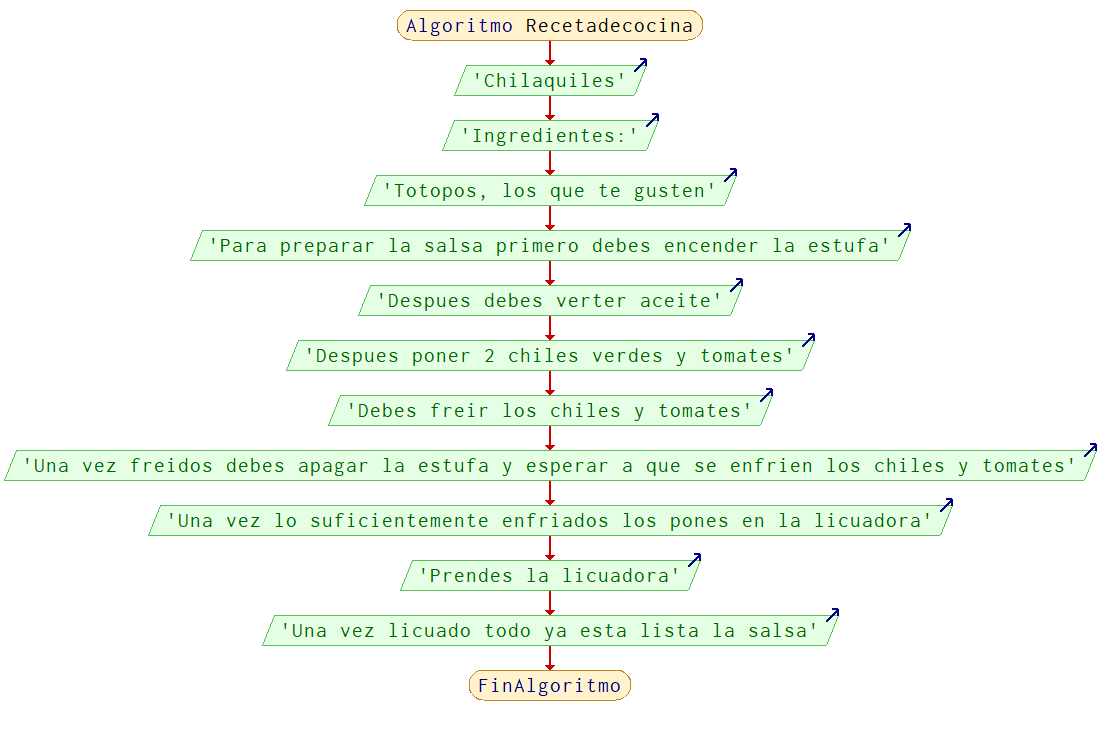 Algoritmo Recetadecocina
'Chilaquiles'
'Ingredientes:'
'Totopos, los que te gusten'
'Para preparar la salsa primero debes encender la estufa'
'Despues debes verter aceite'
'Despues poner 2 chiles verdes y tomates'
'Debes freir los chiles y tomates'
'Una vez freidos debes apagar la estufa y esperar a que se enfrien los chiles y tomates'
'Una vez lo suficientemente enfriados los pones en la licuadora'
'Prendes la licuadora'
'Una vez licuado todo ya esta lista la salsa'
FinAlgoritmo